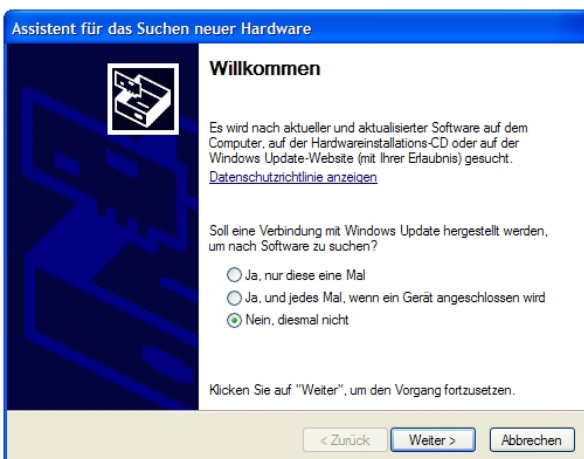 Assistent für das Suchen neuer Hardware
Willkommen
Es wird nach aktueller und aktualisierter Software auf dem
Computer, auf der Hardwareinstallations-CD oder auf der
Windows Update-Website (mit Ihrer Erlaubnis) gesucht.
Datenschutzrichtlinie anzeigen
Soll eine Verbindung mit Windows Update hergestellt werden,
um nach Software zu suchen?
Ja, nur diese eine Mal
Ja, und jedes Mal, wenn ein Gerät angeschlossen wird
Nein, diesmal nicht
Klicken Sie auf "Weiter", um den Vorgang fortzusetzen.
< Zurück Weiter > Abbrechen